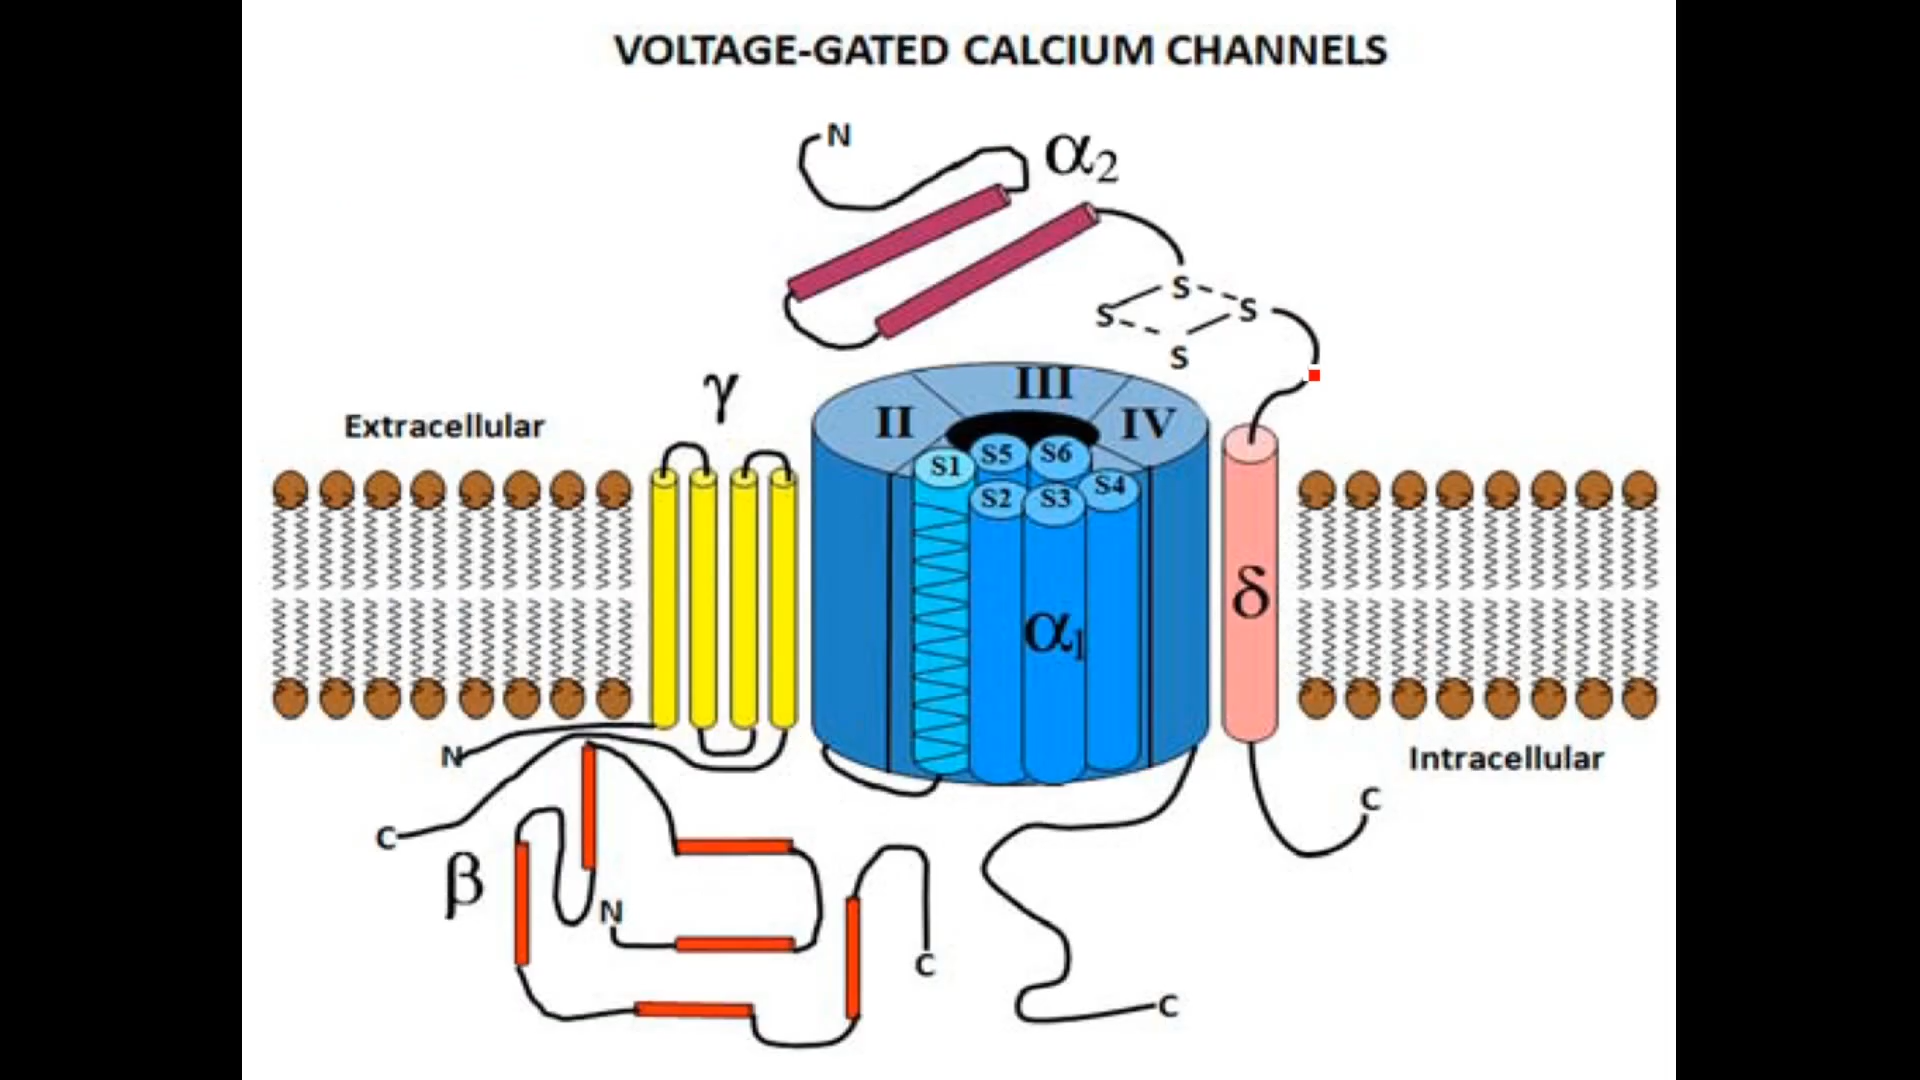 VOLTAGE-GATED CALCIUM CHANNELS
N
α2
S
S
S
S
γ
III
II
IV
Extracellular
S1
S5
S6
S2
S3
S4
δ
α1
N
Intracellular
C
C
β
N
C
C